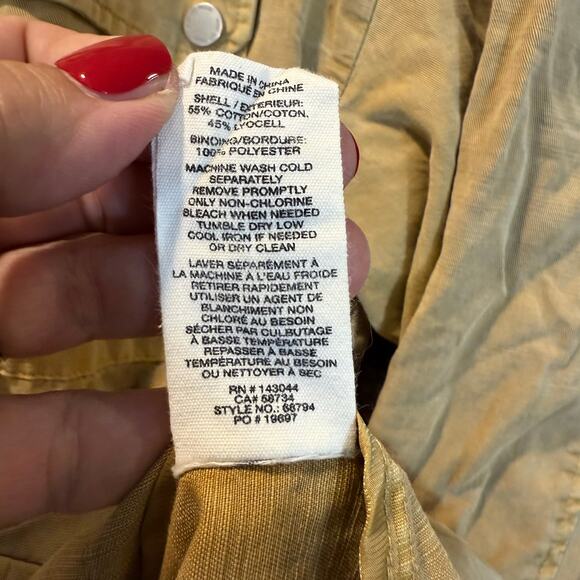 MADE IN CHINA
FABRIQUÉ EN CHINE
SHELL / EXTERIEUR:
55% COTTON/COTON,
45% LYOCELL
BINDING/BORDURE:
100% POLYESTER
MACHINE WASH COLD
SEPARATELY
REMOVE PROMPTLY
ONLY NON-CHLORINE
BLEACH WHEN NEEDED
TUMBLE DRY LOW
COOL IRON IF NEEDED
OR DRY CLEAN
LAVER SÉPARÉMENT À
LA MACHINE À L'EAU FROIDE
RETIRER RAPIDEMENT
UTILISER UN AGENT DE
BLANCHIMENT NON
CHLORÉ AU BESOIN
SÉCHER PAR CULBUTAGE
À BASSE TEMPÉRATURE
REPASSER À BASSE
TEMPÉRATURE AU BESOIN
OU NETTOYER À SEC
RN # 143044
CA# 58734
STYLE NO.: 66794
PO # 19697